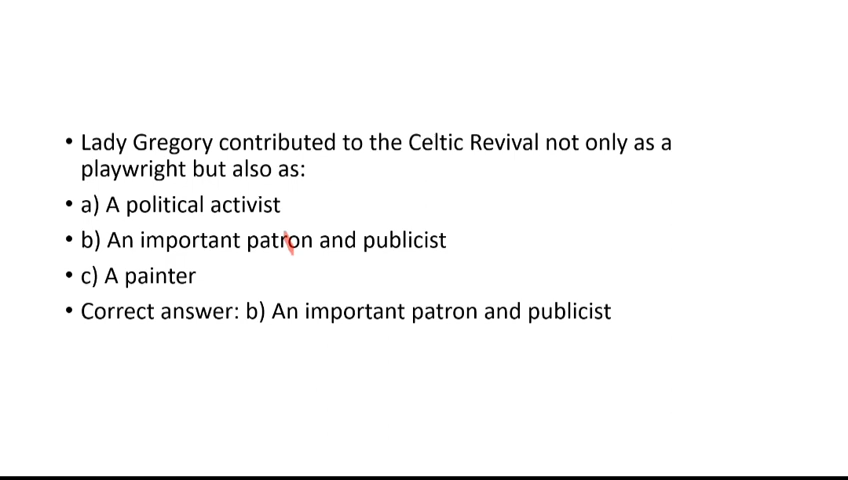 • Lady Gregory contributed to the Celtic Revival not only as a
playwright but also as:
• a) A political activist
• b) An important patron and publicist
• c) A painter
• Correct answer: b) An important patron and publicist